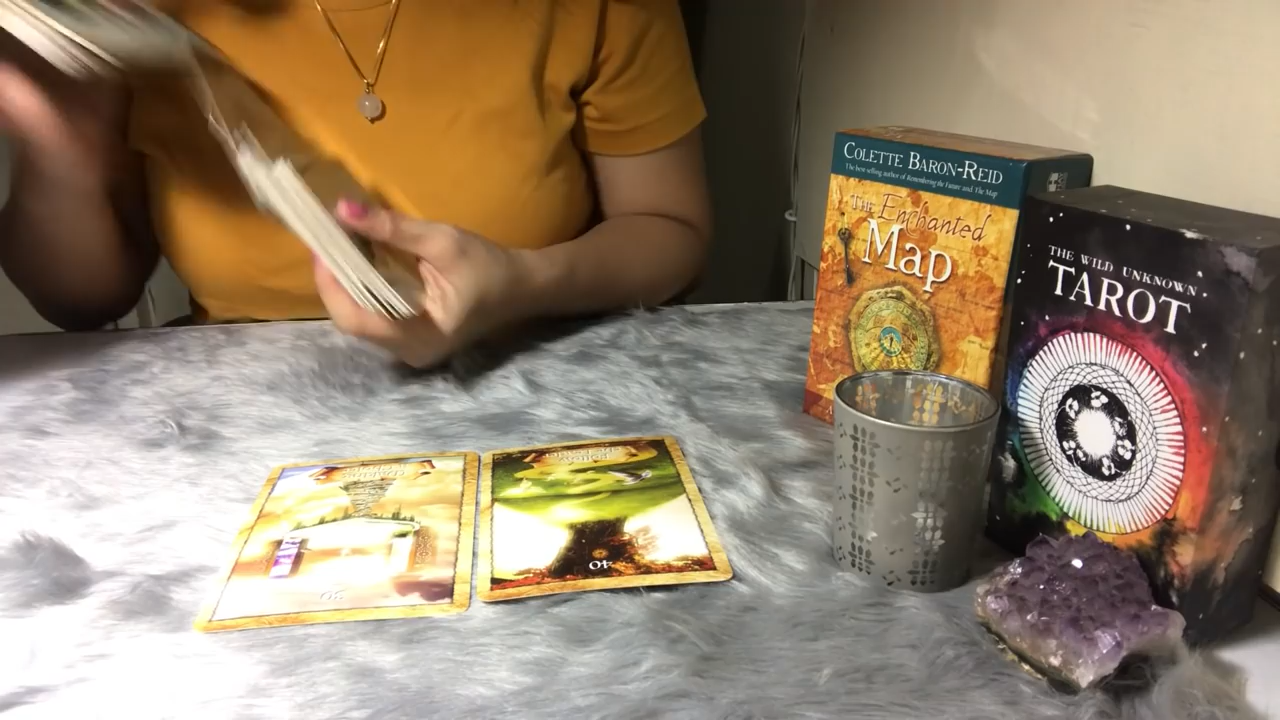 COLETTE BARON-REID
The best-selling author of Remembering the Future and The Map
THE Enchanted
Map
THE WILD UNKNOWN
TAROT
40